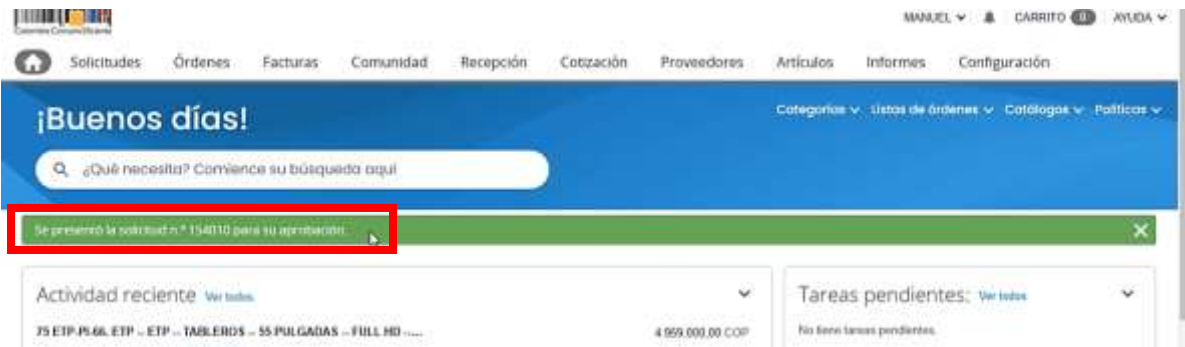 Colombia Compra Eficiente
MANUEL CARRITO 0 AYUDA
Solicitudes Órdenes Facturas Comunidad Recepción Cotización Proveedores Artículos Informes Configuración
¡Buenos días!
Categorías Listas de órdenes Catálogos Políticas
¿Qué necesita? Comience su búsqueda aquí
Se presentó la solicitud n.º 154010 para su aprobación.
Actividad reciente Ver todos
Tareas pendientes: Ver todos
75 ETP-PI-66. ETP – ETP – TABLEROS – 55 PULGADAS – FULL HD –.... 4.959.000,00 COP
No tiene tareas pendientes.